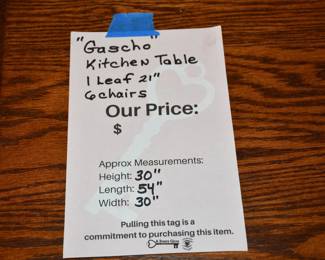 "Gascho"
Kitchen Table
1 Leaf 21"
6 chairs
Our Price:
$
Approx Measurements:
Height: 30"
Length: 54"
Width: 30"
Pulling this tag is a
commitment to purchasing this item.